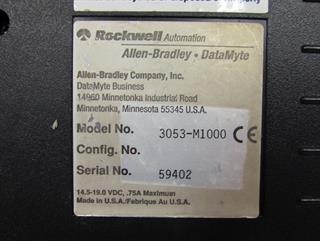 Rockwell Automation
Allen-Bradley • DataMyte
Allen-Bradley Company, Inc.
DataMyte Business
14960 Minnetonka Industrial Road
Minnetonka, Minnesota 55345 U.S.A.
Model No. 3053-M1000 CE
Config. No.
Serial No. 59402
14.5-19.0 VDC, .75A Maximum
Made in U.S.A./Fabrique Au U.S.A.